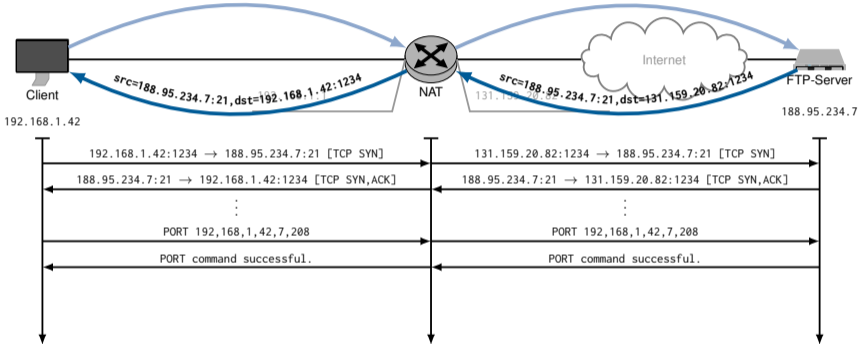 Internet
src=188.95.234.7:21,dst=192.168.1.42:1234
src=188.95.234.7:21,dst=131.159.20.82:1234
Client
NAT
FTP-Server
192.168.1.42
188.95.234.7
192.168.1.42:1234 → 188.95.234.7:21 [TCP SYN]
131.159.20.82:1234 → 188.95.234.7:21 [TCP SYN]
188.95.234.7:21 → 192.168.1.42:1234 [TCP SYN,ACK]
188.95.234.7:21 → 131.159.20.82:1234 [TCP SYN,ACK]
⋮
⋮
PORT 192,168,1,42,7,208
PORT 192,168,1,42,7,208
PORT command successful.
PORT command successful.